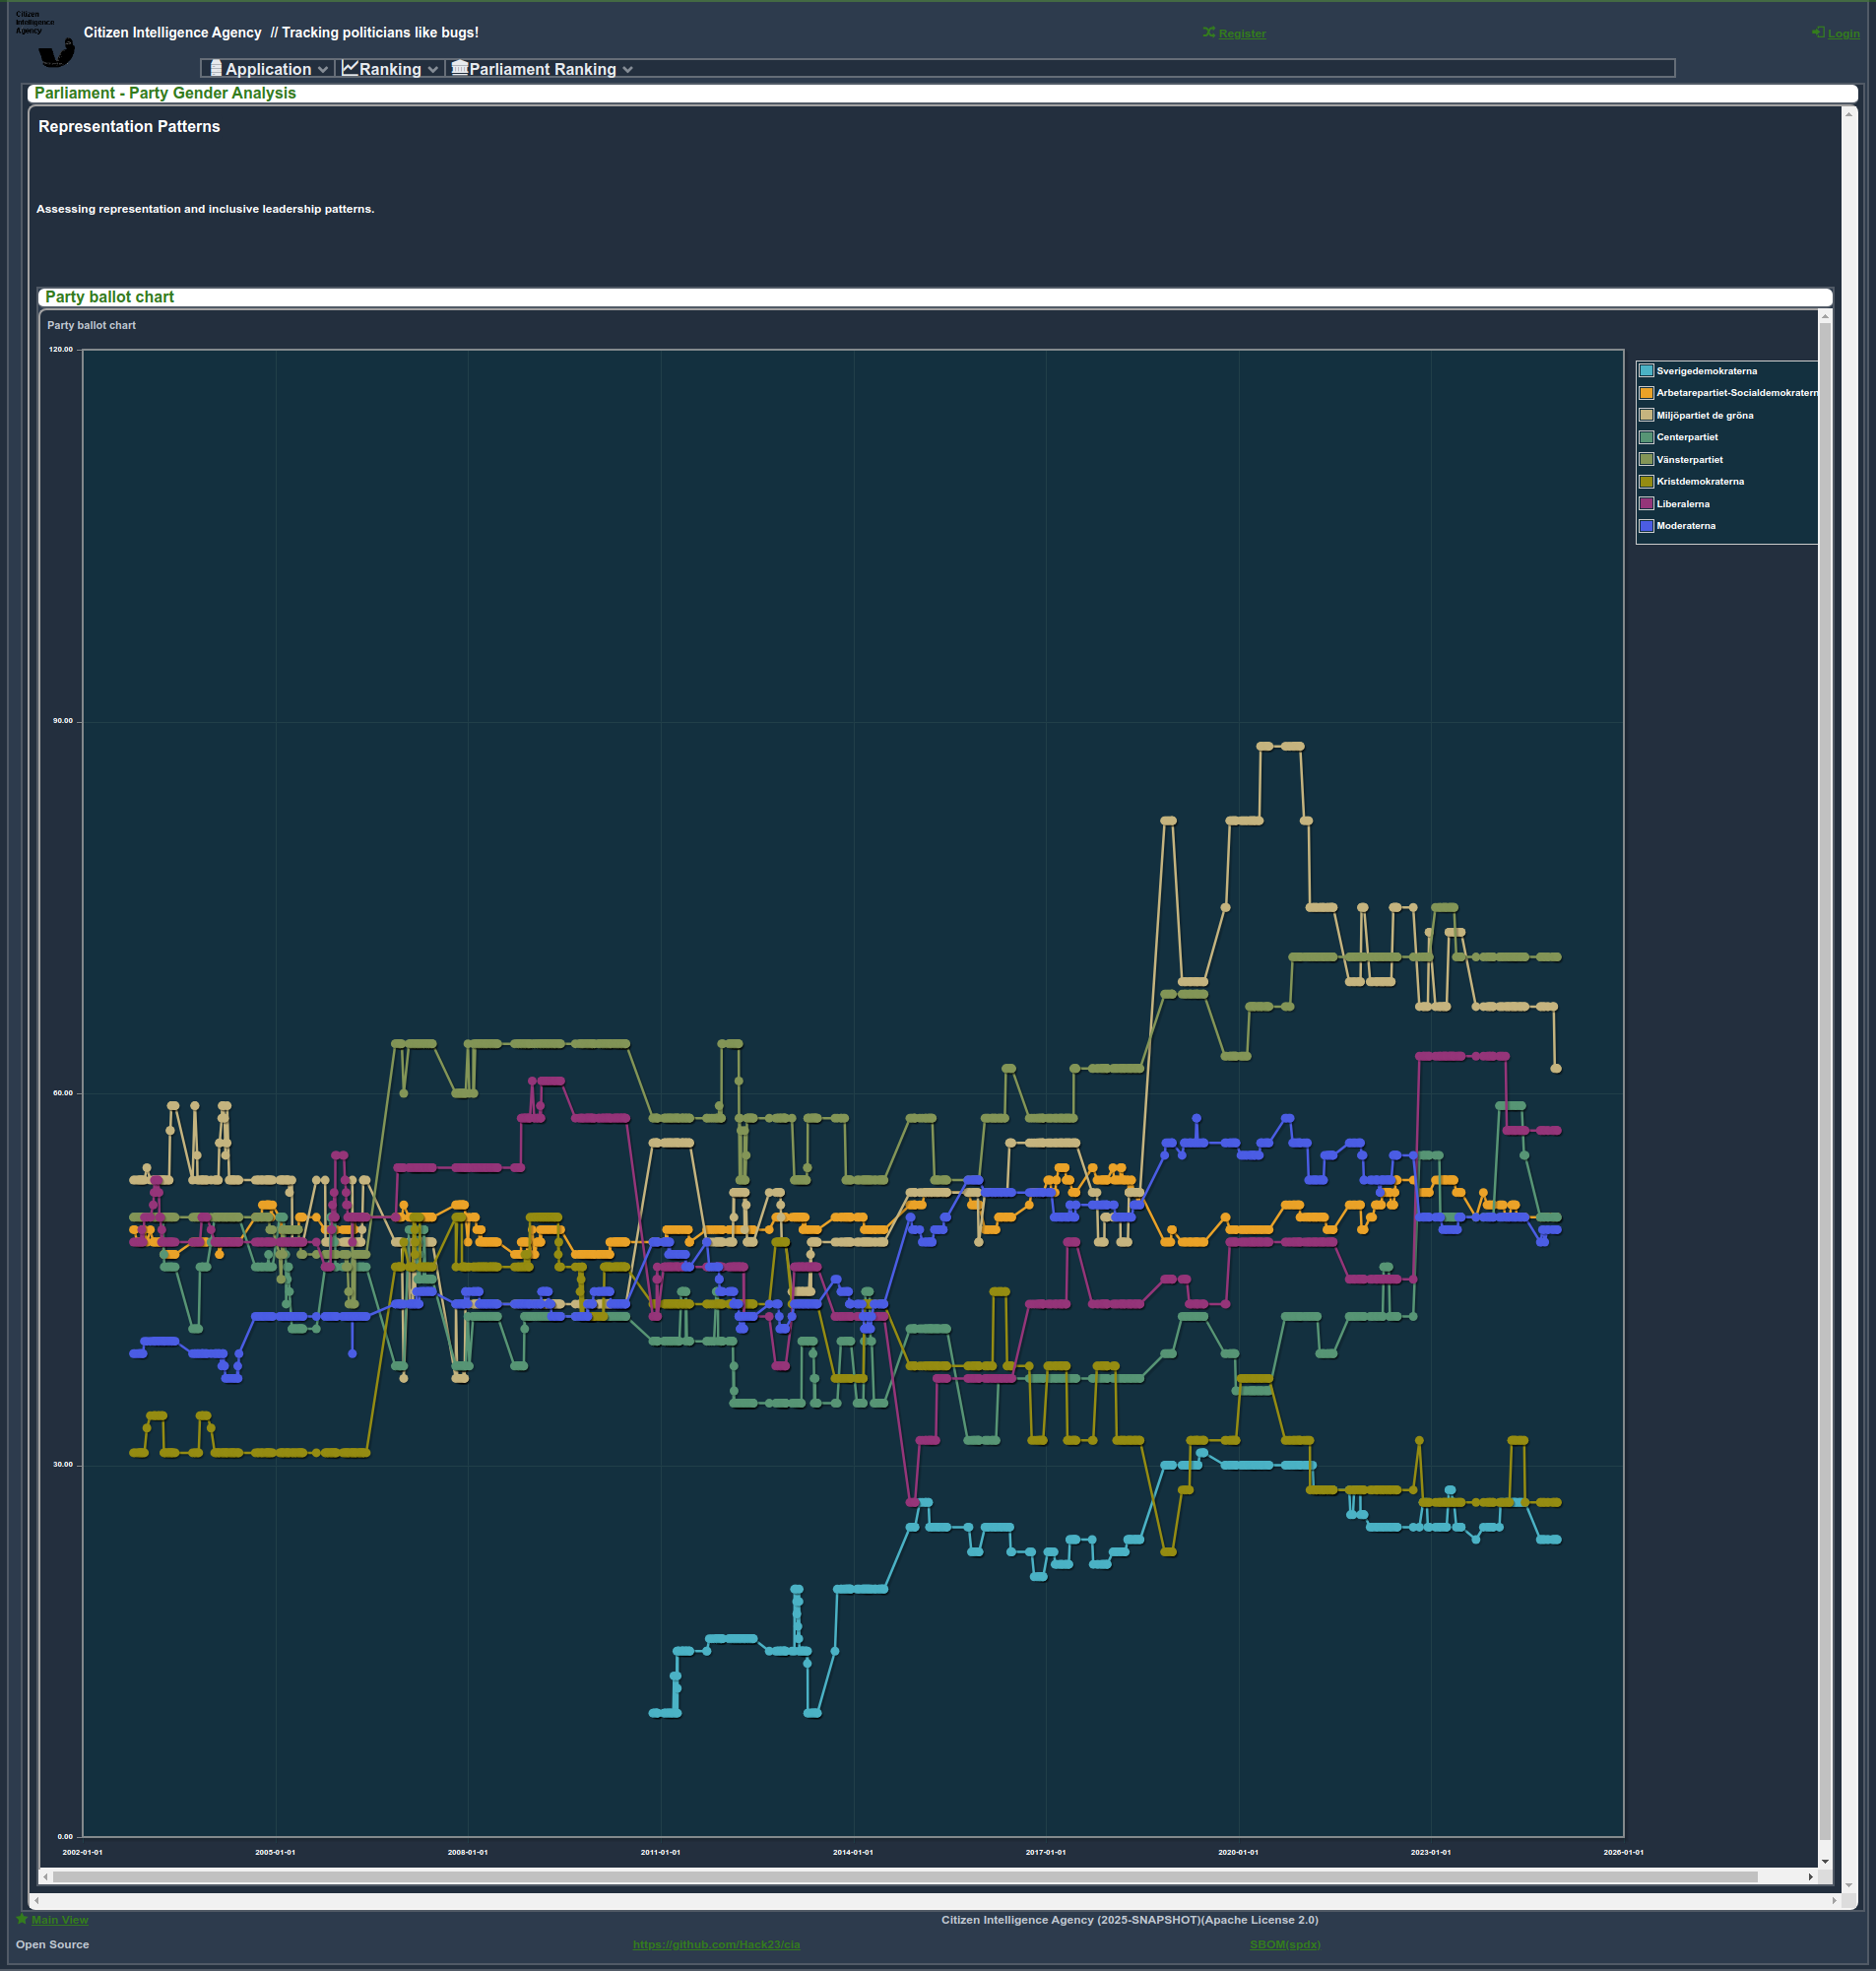 Citizen
Intelligence
Agency
Citizen Intelligence Agency // Tracking politicians like bugs!
Register
Login
Application
Ranking
Parliament Ranking
Parliament - Party Gender Analysis
Representation Patterns
Assessing representation and inclusive leadership patterns.
Party ballot chart
Party ballot chart
120.00
90.00
60.00
30.00
0.00
2002-01-01
2005-01-01
2008-01-01
2011-01-01
2014-01-01
2017-01-01
2020-01-01
2023-01-01
2026-01-01
Sverigedemokraterna
Arbetarepartiet-Socialdemokratern
Miljöpartiet de gröna
Centerpartiet
Vänsterpartiet
Kristdemokraterna
Liberalerna
Moderaterna
Main View
Citizen Intelligence Agency (2025-SNAPSHOT)(Apache License 2.0)
Open Source
https://github.com/Hack23/cia
SBOM(spdx)